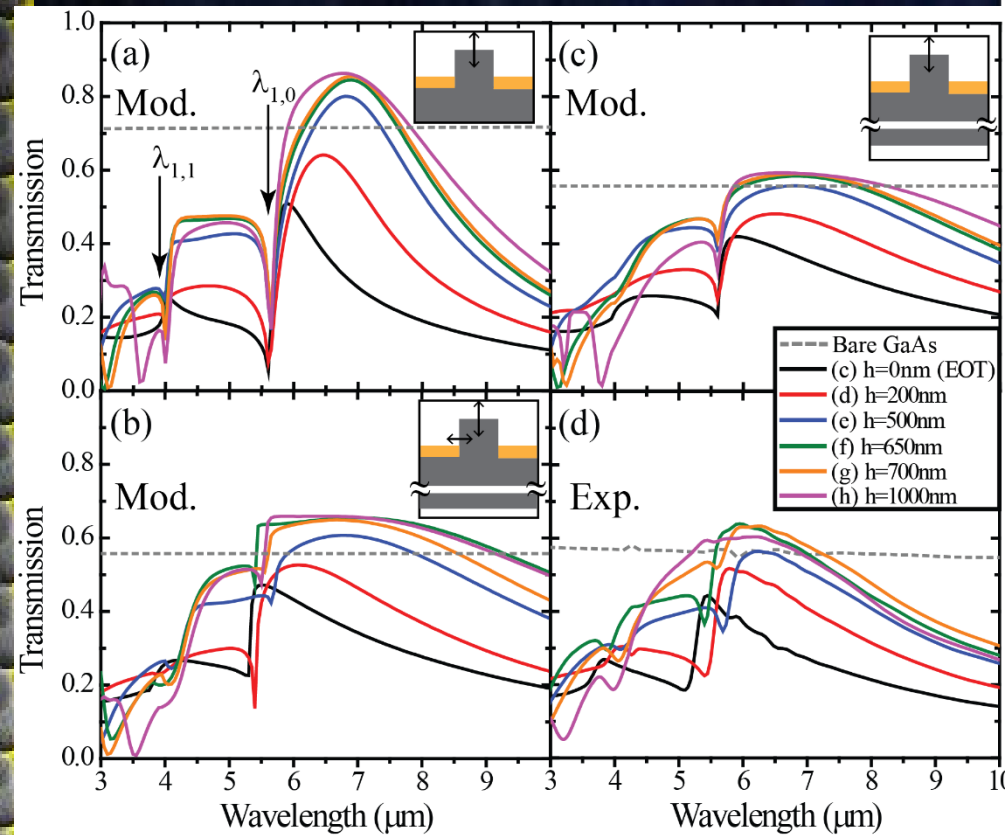 1.0
0.8
0.6
0.4
0.2
0.0
Transmission
(a)
Mod.
λ1,1
λ1,0
(c)
Mod.
Bare GaAs
(c) h=0nm (EOT)
(d) h=200nm
(e) h=500nm
(f) h=650nm
(g) h=700nm
(h) h=1000nm
0.8
0.6
0.4
0.2
0.0
Transmission
(b)
Mod.
(d)
Exp.
3 4 5 6 7 8 9 3 4 5 6 7 8 9 10
Wavelength (μm)
Wavelength (μm)